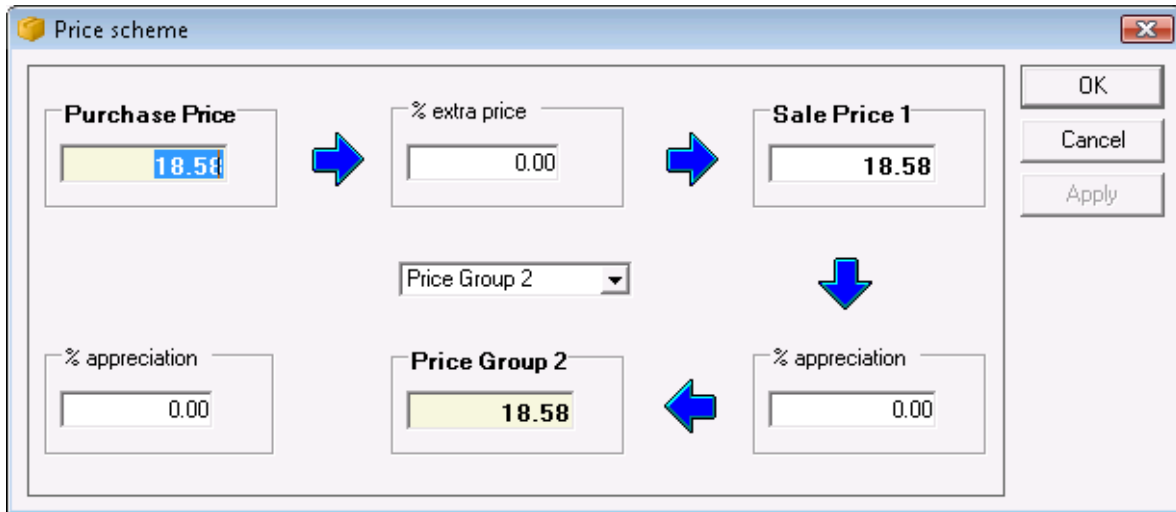 Price scheme
Purchase Price
18.58
% extra price
0.00
Sale Price 1
18.58
OK
Cancel
Apply
Price Group 2
% appreciation
0.00
Price Group 2
18.58
% appreciation
0.00